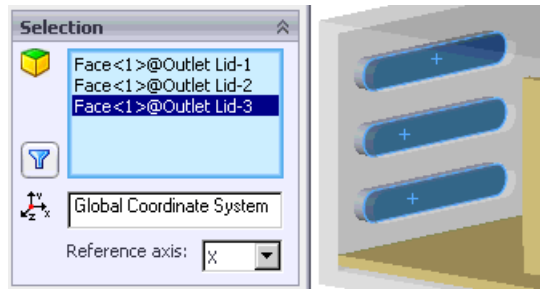 Selection
Face<1>@Outlet Lid-1
Face<1>@Outlet Lid-2
Face<1>@Outlet Lid-3
Global Coordinate System
Reference axis: X